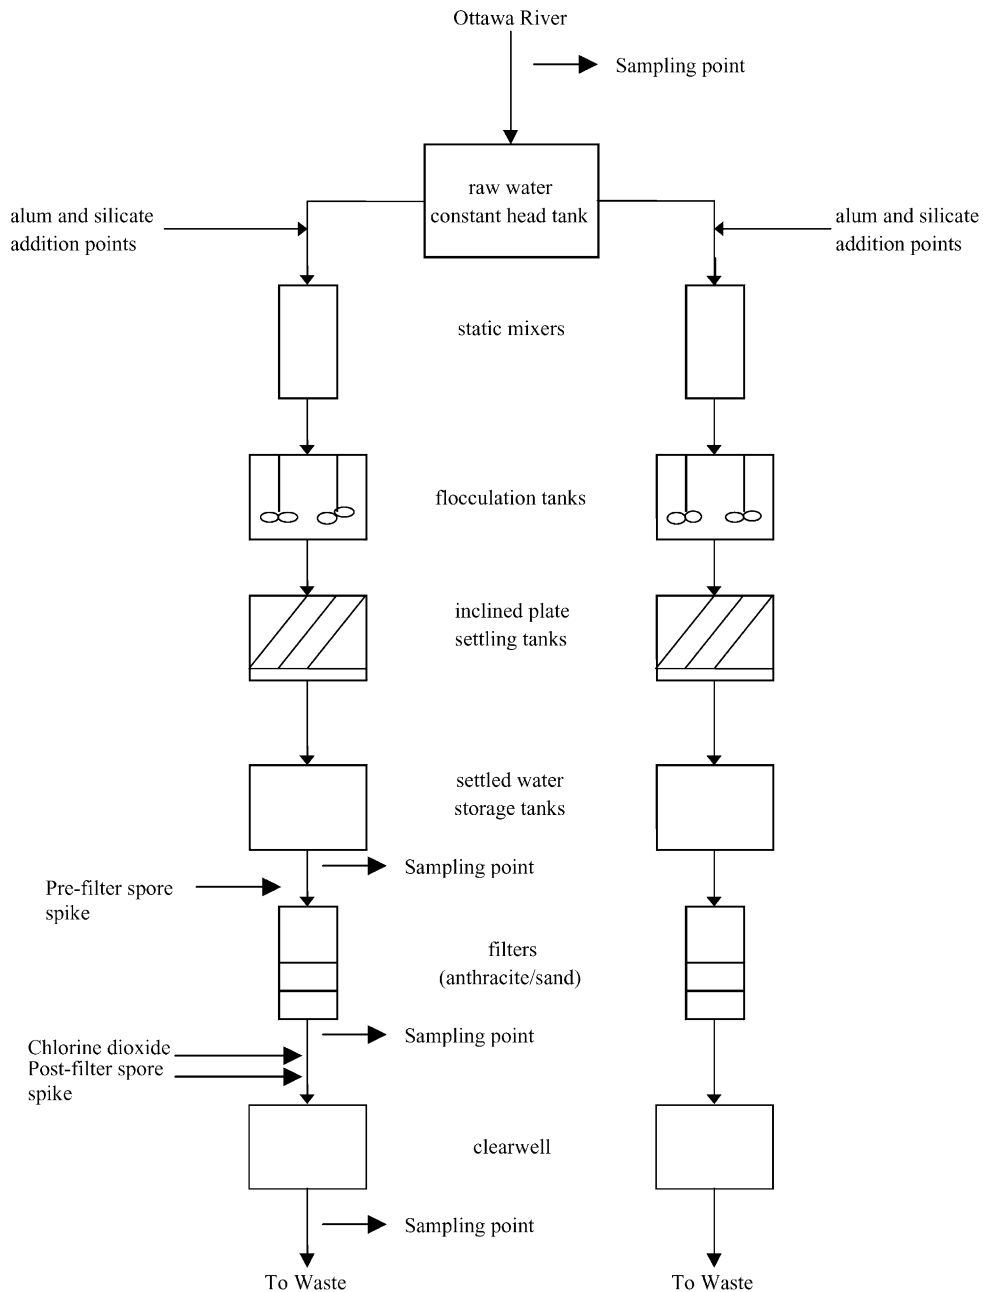 Ottawa River
Sampling point
raw water
constant head tank
alum and silicate
addition points
alum and silicate
addition points
static mixers
flocculation tanks
inclined plate
settling tanks
settled water
storage tanks
Sampling point
Pre-filter spore
spike
filters
(anthracite/sand)
Sampling point
Chlorine dioxide
Post-filter spore
spike
clearwell
Sampling point
To Waste
To Waste